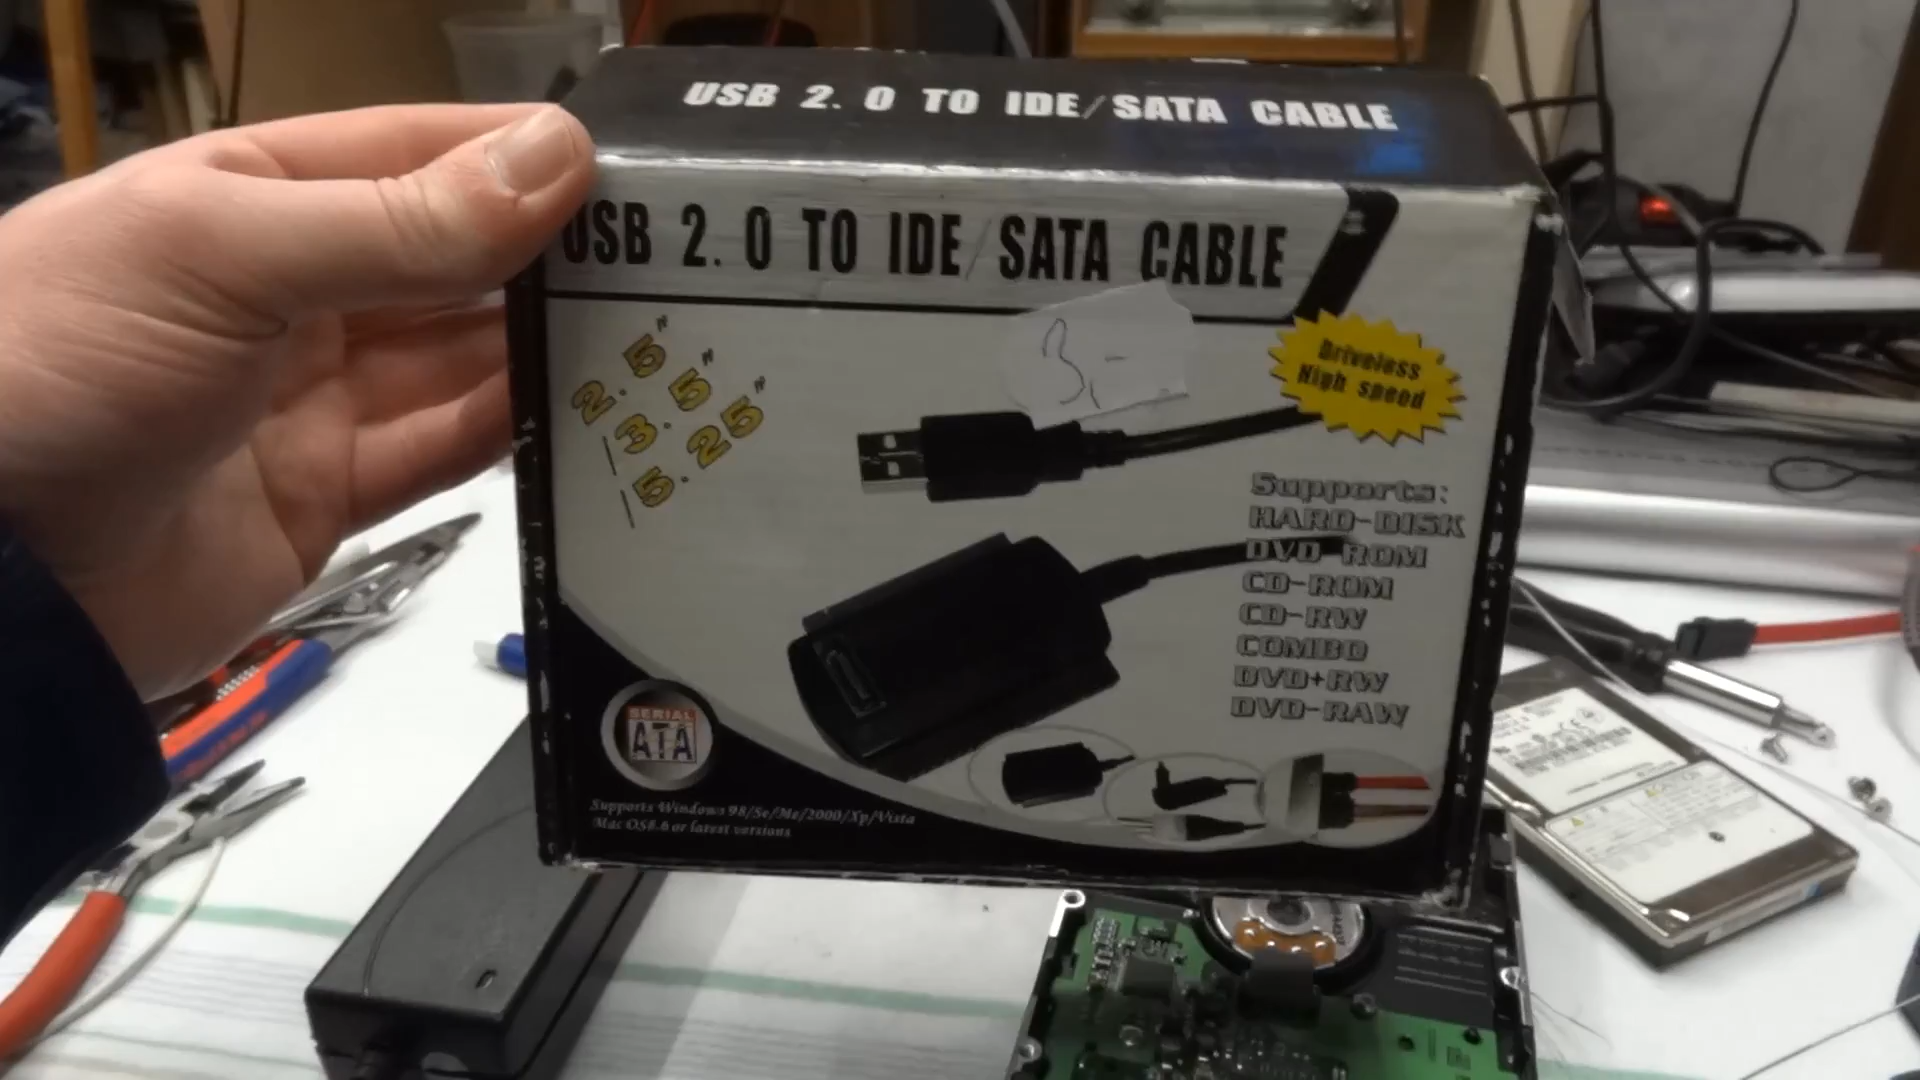 USB 2.0 TO IDE/SATA CABLE
USB 2.0 TO IDE/SATA CABLE
2.5"
/3.5"
/5.25"
3,-
Driveless
High speed
Supports:
HARD-DISK
DVD-ROM
CD-ROM
CD-RW
COMBO
DVD+RW
DVD-RAW
SERIAL
ATA
Supports Windows 98/Se/Me/2000/Xp/Vista
Mac OS8.6 or latest versions